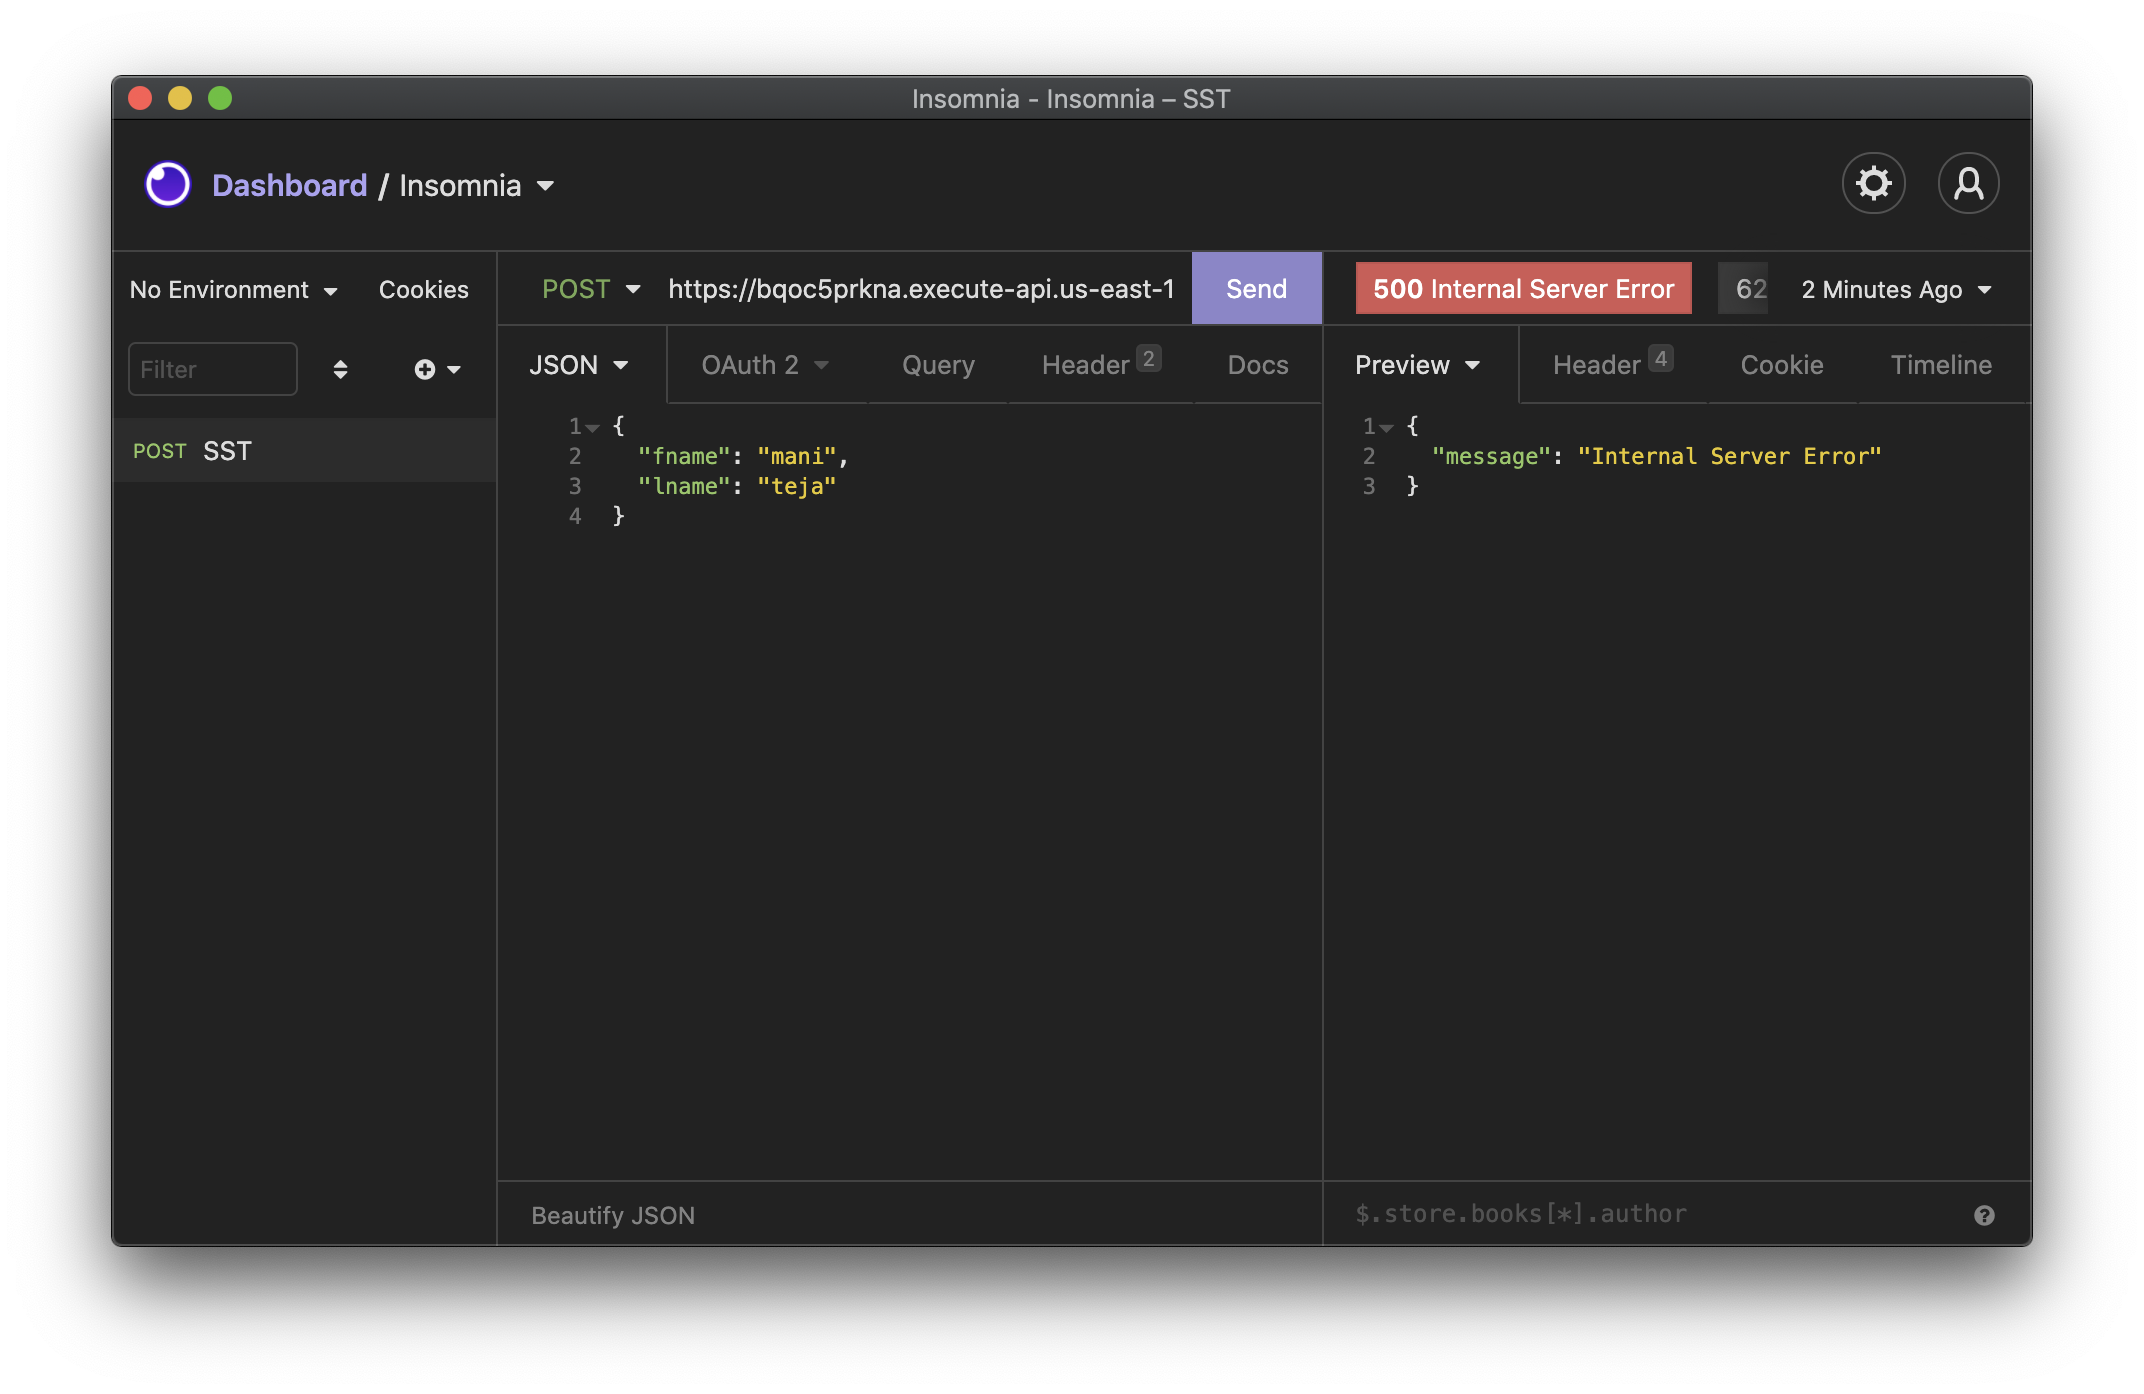 Insomnia - Insomnia – SST
Dashboard / Insomnia
No Environment Cookies
Filter
POST SST
POST https://bqoc5prkna.execute-api.us-east-1 Send
JSON OAuth 2 Query Header 2 Docs
1 {
2 "fname": "mani",
3 "lname": "teja"
4 }
Beautify JSON
500 Internal Server Error 62 2 Minutes Ago
Preview Header 4 Cookie Timeline
1 {
2 "message": "Internal Server Error"
3 }
$.store.books[*].author